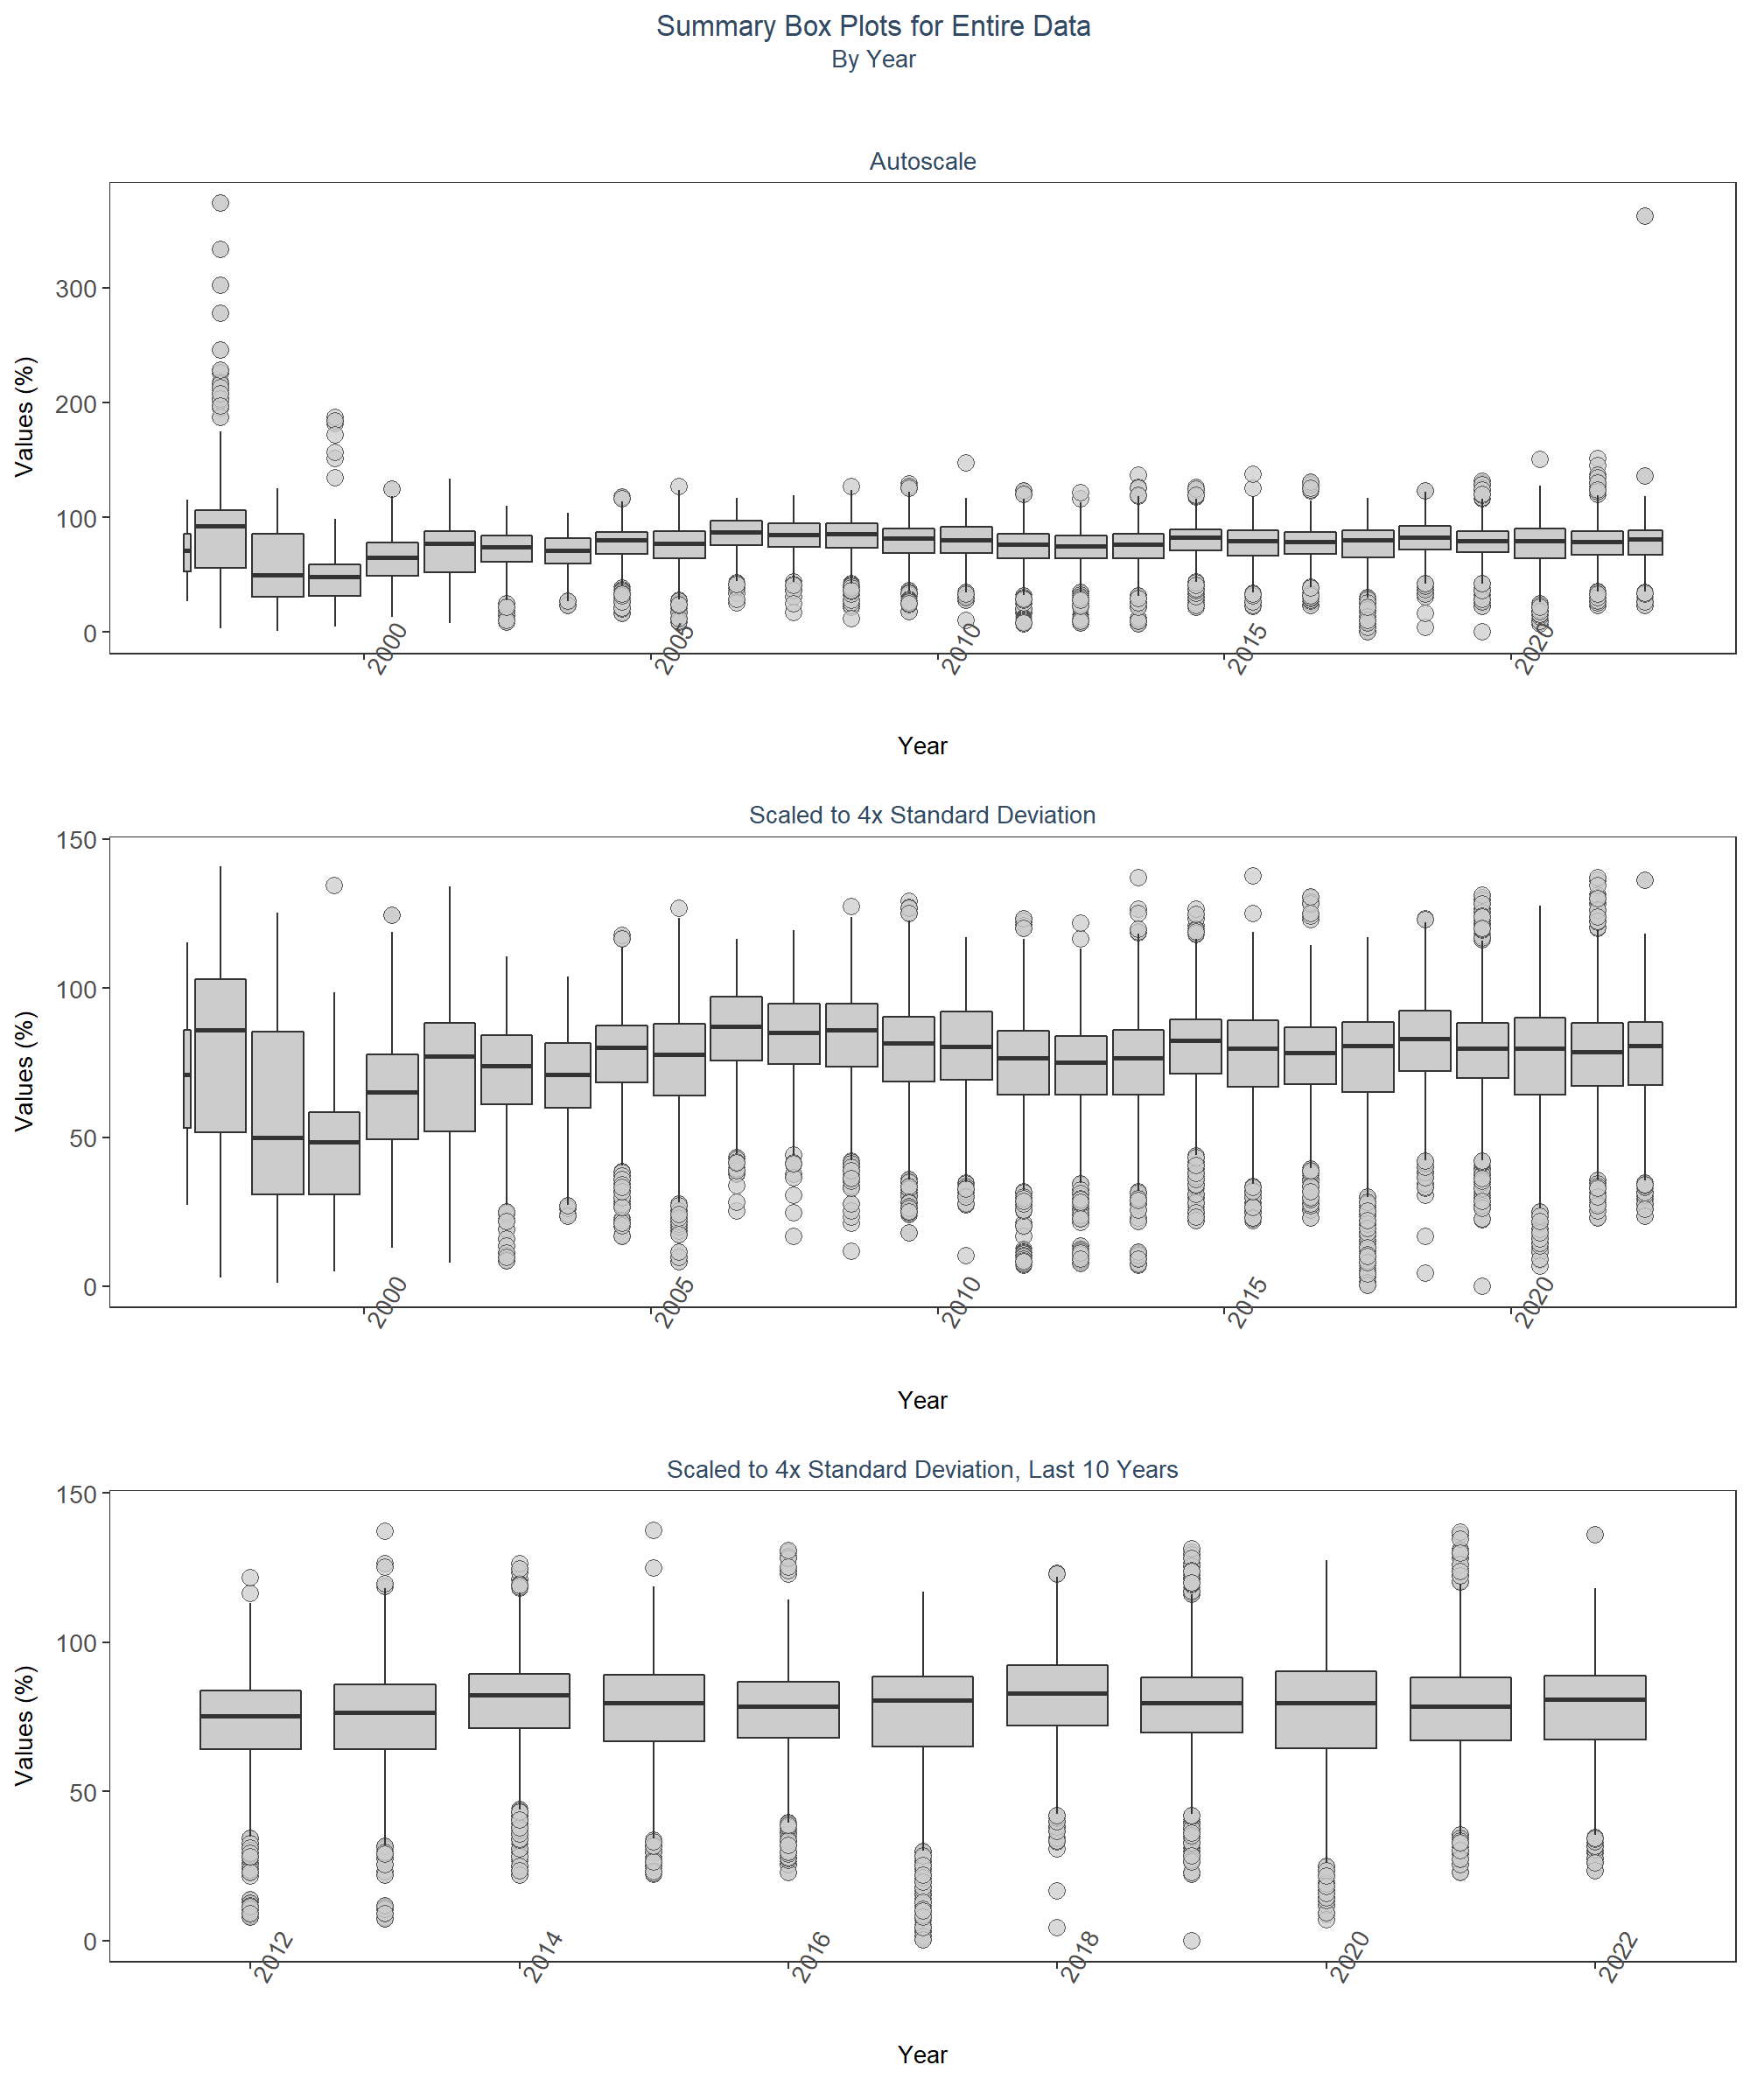 Summary Box Plots for Entire Data
By Year
Autoscale
Values (%)
300
200
100
0
2000
2005
2010
2015
2020
Year
Scaled to 4x Standard Deviation
Values (%)
150
100
50
0
2000
2005
2010
2015
2020
Year
Scaled to 4x Standard Deviation, Last 10 Years
Values (%)
150
100
50
0
2012
2014
2016
2018
2020
2022
Year